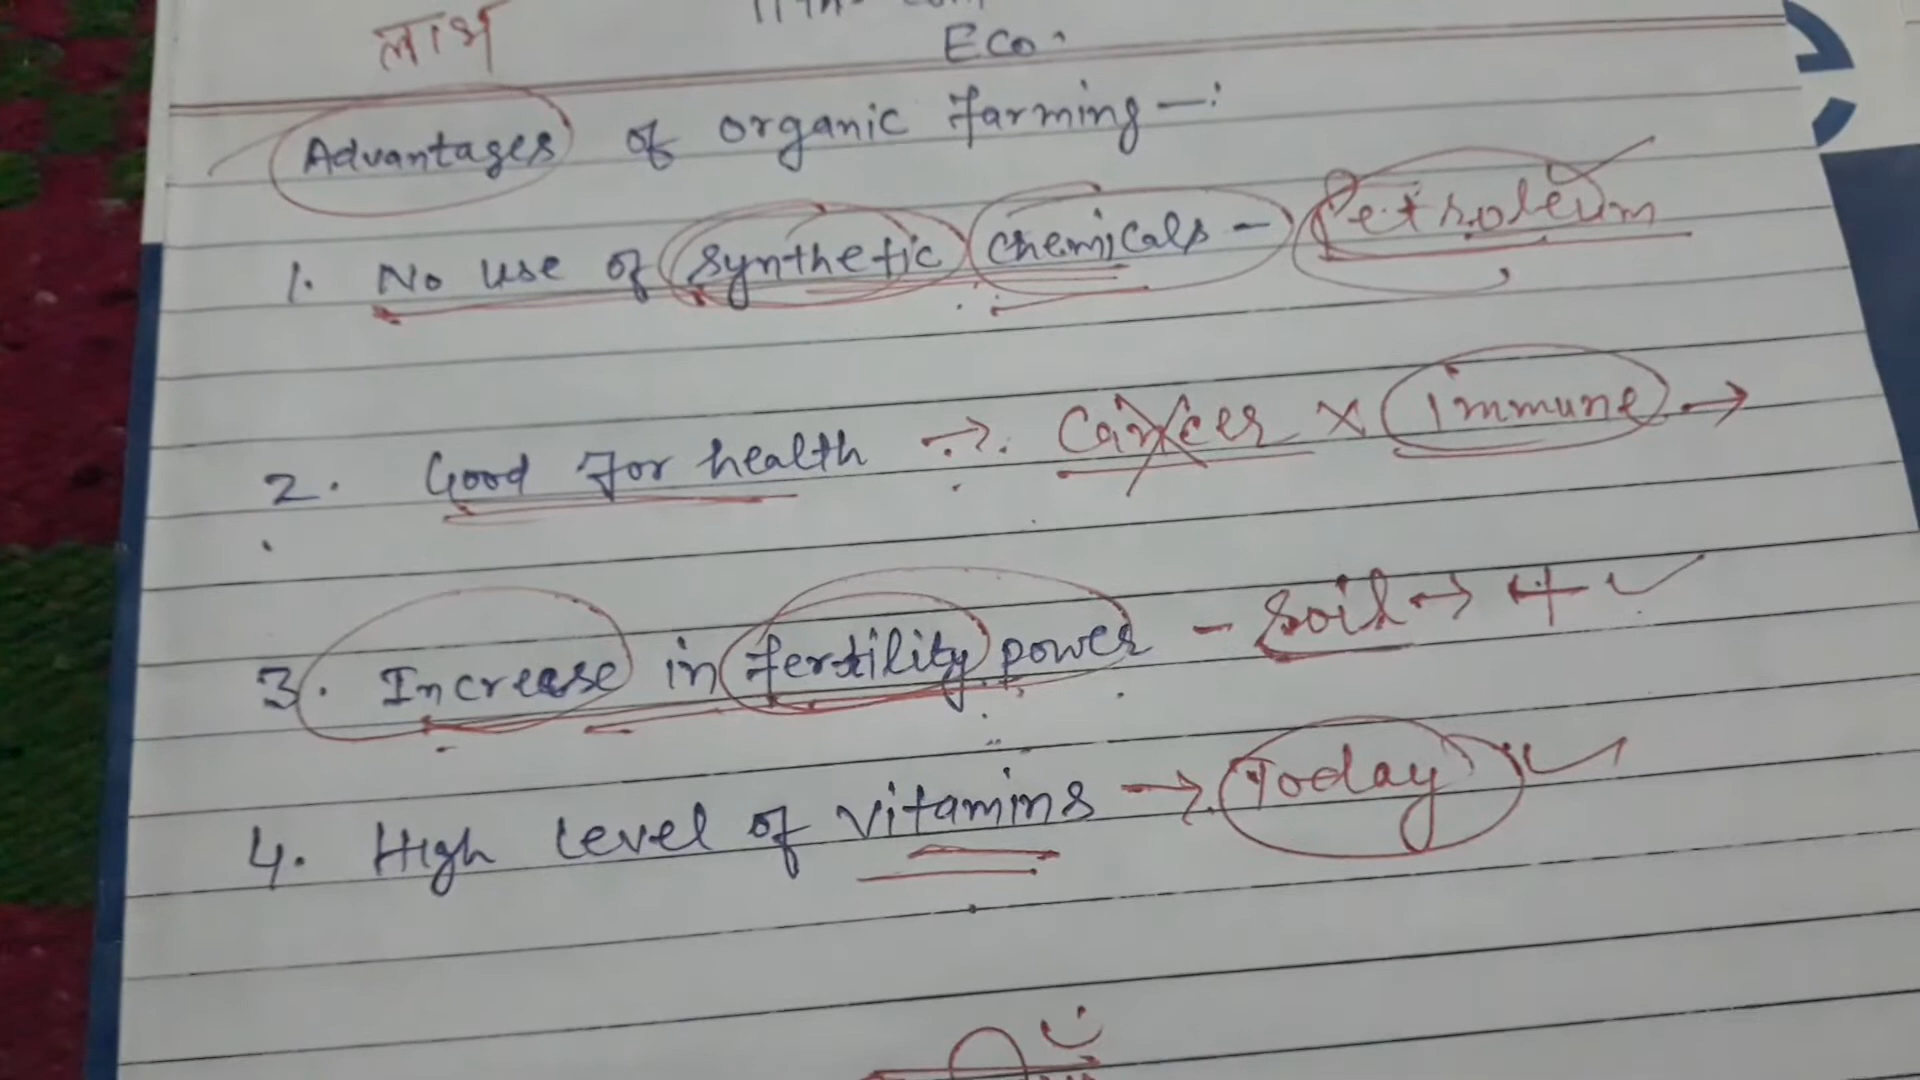 लाभ
Eco.
Advantages of organic farming —:
1. No use of synthetic chemicals - Petroleum
2. Good for health → Cancer × Immune →
3. Increase in fertility power - Soil → + ✓
4. High level of vitamins → Today ✓